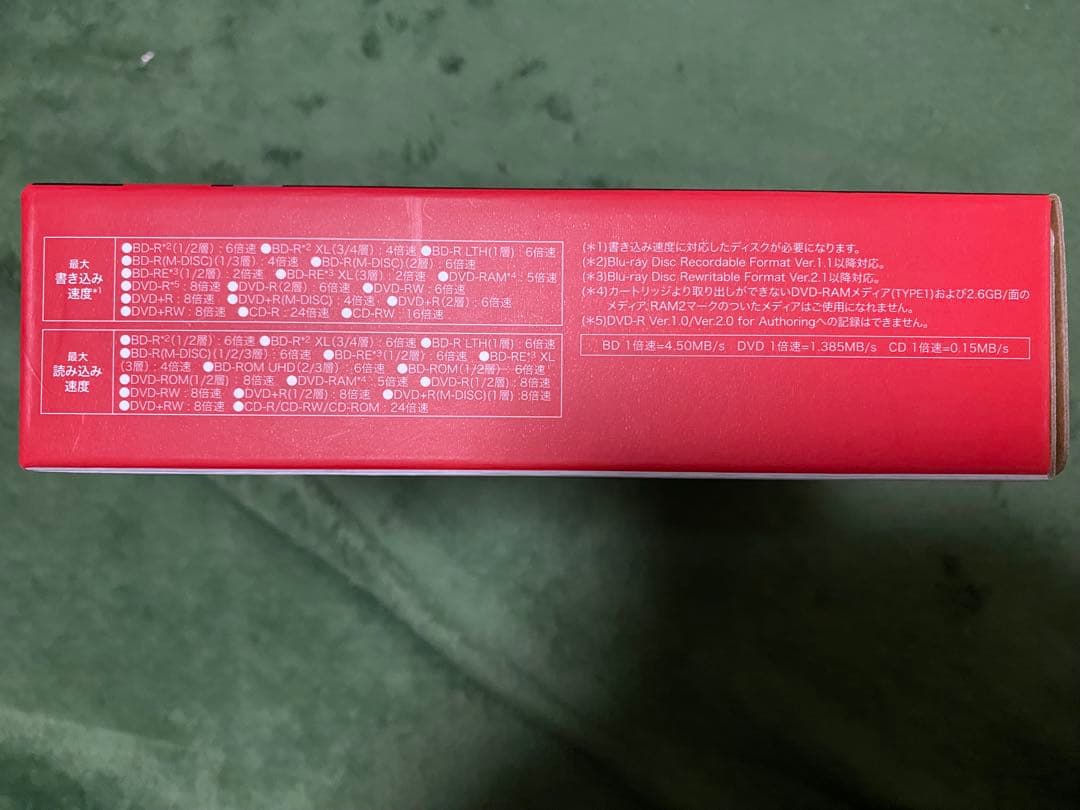 最大
書き込み
速度*1
●BD-R*2(1/2層) : 6倍速 ●BD-R*2 XL(3/4層) : 4倍速 ●BD-R LTH(1層) : 6倍速
●BD-R(M-DISC)(1/3層) : 4倍速 ●BD-R(M-DISC)(2層) : 6倍速
●BD-RE*3(1/2層) : 2倍速 ●BD-RE*3 XL(3層) : 2倍速 ●DVD-RAM*4 : 5倍速
●DVD-R*5 : 8倍速 ●DVD-R(2層) : 6倍速 ●DVD-RW : 6倍速
●DVD+R : 8倍速 ●DVD+R(M-DISC) : 4倍速 ●DVD+R(2層) : 6倍速
●DVD+RW : 8倍速 ●CD-R : 24倍速 ●CD-RW : 16倍速
最大
読み込み
速度
●BD-R*2(1/2層) : 6倍速 ●BD-R*2 XL(3/4層) : 6倍速 ●BD-R LTH(1層) : 6倍速
●BD-R(M-DISC)(1/2/3層) : 6倍速 ●BD-RE*3(1/2層) : 6倍速 ●BD-RE*3 XL
(3層) : 4倍速 ●BD-ROM UHD(2/3層) : 6倍速 ●BD-ROM(1/2層) : 6倍速
●DVD-ROM(1/2層) : 8倍速 ●DVD-RAM*4 : 5倍速 ●DVD-R(1/2層) : 8倍速
●DVD-RW : 8倍速 ●DVD+R(1/2層) : 8倍速 ●DVD+R(M-DISC)(1層) : 8倍速
●DVD+RW : 8倍速 ●CD-R/CD-RW/CD-ROM : 24倍速
(*1)書き込み速度に対応したディスクが必要になります。
(*2)Blu-ray Disc Recordable Format Ver.1.1以降対応。
(*3)Blu-ray Disc Rewritable Format Ver.2.1以降対応。
(*4)カートリッジより取り出しができないDVD-RAMメディア(TYPE1)および2.6GB/面の
メディア、RAM2マークのついたメディアはご使用になれません。
(*5)DVD-R Ver.1.0/Ver.2.0 for Authoringへの記録はできません。
BD 1倍速=4.50MB/s DVD 1倍速=1.385MB/s CD 1倍速=0.15MB/s